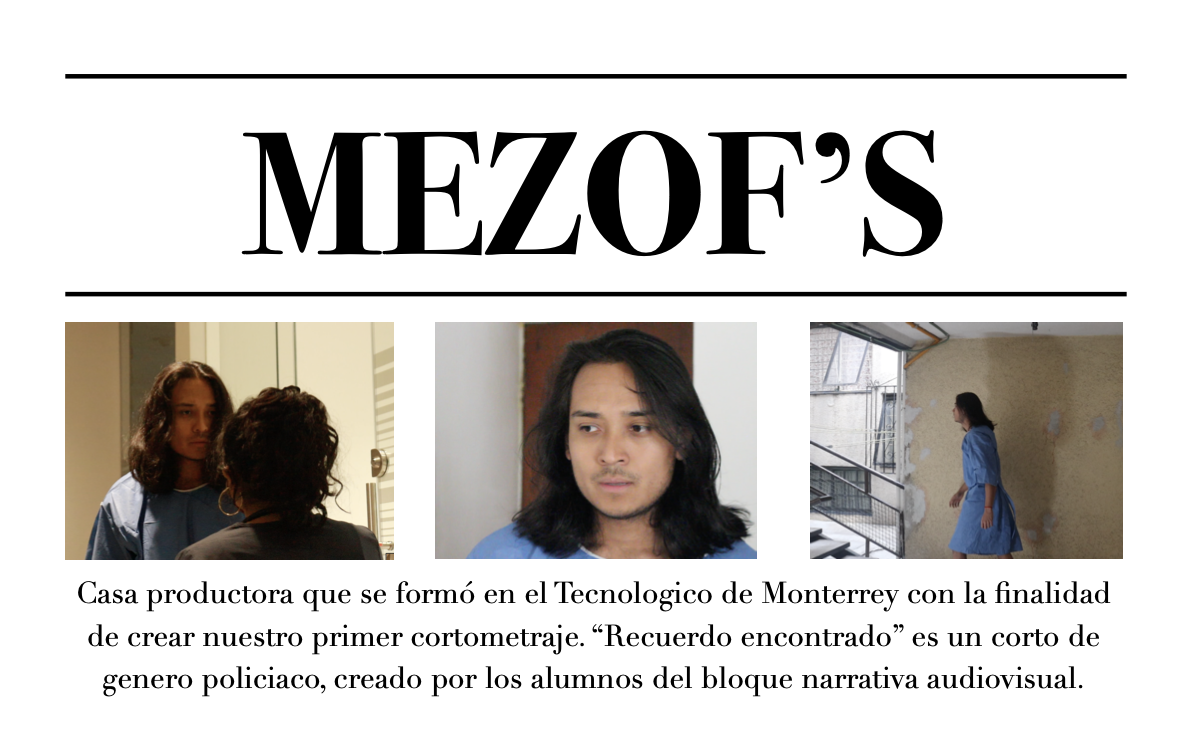 MEZOF’S
Casa productora que se formó en el Tecnologico de Monterrey con la finalidad
de crear nuestro primer cortometraje. “Recuerdo encontrado” es un corto de
genero policiaco, creado por los alumnos del bloque narrativa audiovisual.